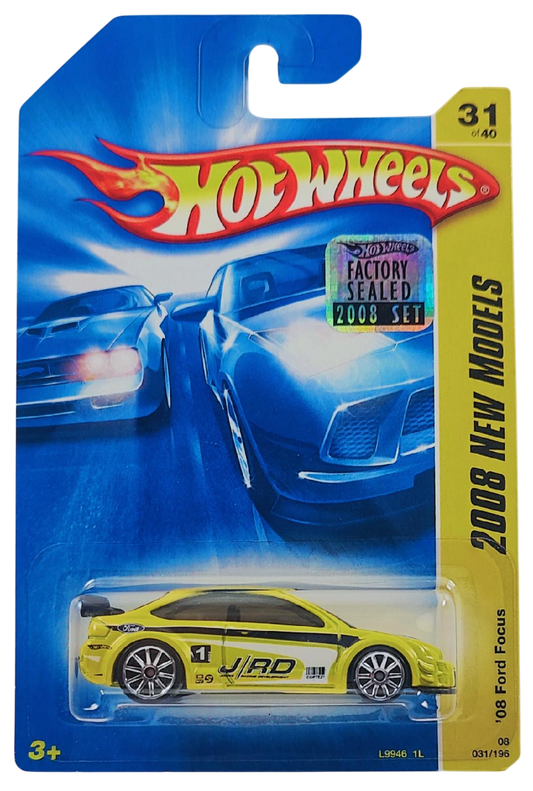 31
of 40
HOT WHEELS®
HOT WHEELS
FACTORY
SEALED
2008 SET
2008 NEW MODELS
'08 Ford Focus
Ford
1
J/RD
3+
L9946 1L
08
031/196